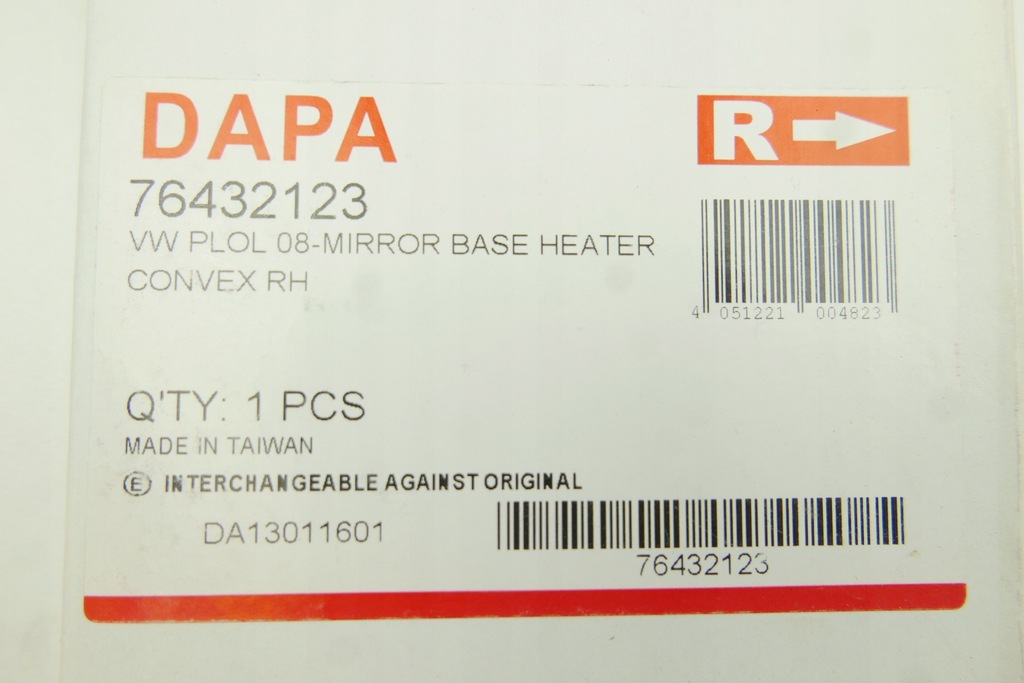 DAPA
R
76432123
VW PLOL 08-MIRROR BASE HEATER
CONVEX RH
4 051221 004823
Q'TY: 1 PCS
MADE IN TAIWAN
E INTERCHANGEABLE AGAINST ORIGINAL
DA13011601
76432123